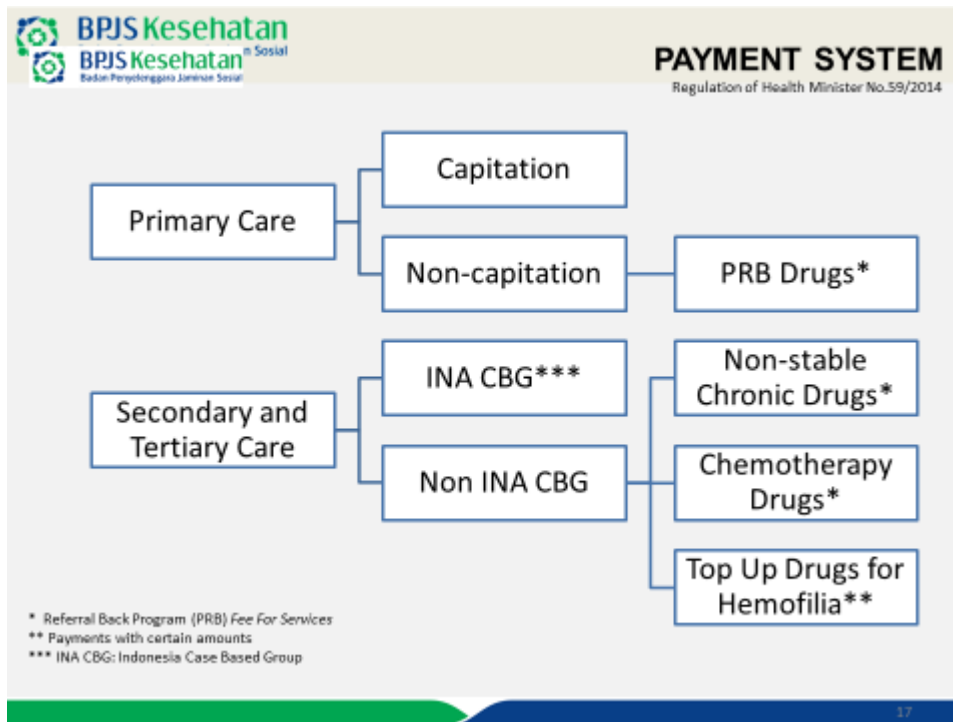 BPJS Kesehatan
n Sosial
BPJS Kesehatan
Badan Penyelenggara Jaminan Sosial
PAYMENT SYSTEM
Regulation of Health Minister No.59/2014
Capitation
Primary Care
Non-capitation
PRB Drugs*
INA CBG***
Non-stable
Chronic Drugs*
Secondary and
Tertiary Care
Non INA CBG
Chemotherapy
Drugs*
Top Up Drugs for
Hemofilia**
* Referral Back Program (PRB) Fee For Services
** Payments with certain amounts
*** INA CBG: Indonesia Case Based Group
17